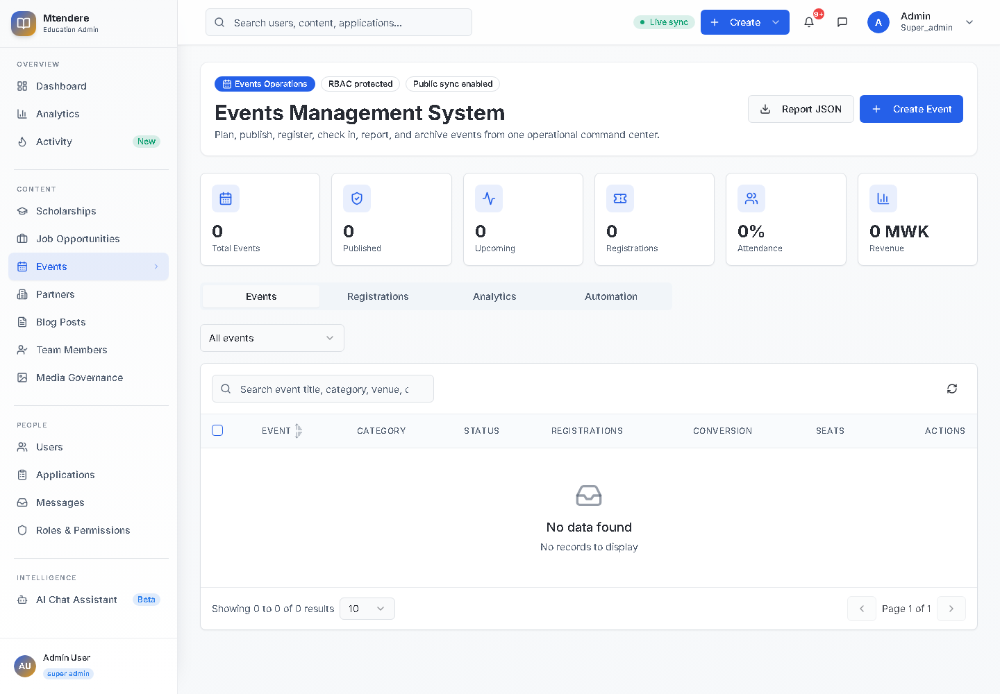 Mtendere
Education Admin
OVERVIEW
Dashboard
Analytics
Activity
New
CONTENT
Scholarships
Job Opportunities
Events
Partners
Blog Posts
Team Members
Media Governance
PEOPLE
Users
Applications
Messages
Roles & Permissions
INTELLIGENCE
AI Chat Assistant
Beta
AU
Admin User
super admin
Search users, content, applications...
Live sync
Create
9+
A
Admin
Super_admin
Events Operations
RBAC protected
Public sync enabled
Events Management System
Plan, publish, register, check in, report, and archive events from one operational command center.
Report JSON
Create Event
0
Total Events
0
Published
0
Upcoming
0
Registrations
0%
Attendance
0 MWK
Revenue
Events
Registrations
Analytics
Automation
All events
Search event title, category, venue, c
EVENT
CATEGORY
STATUS
REGISTRATIONS
CONVERSION
SEATS
ACTIONS
No data found
No records to display
Showing 0 to 0 of 0 results
10
Page 1 of 1